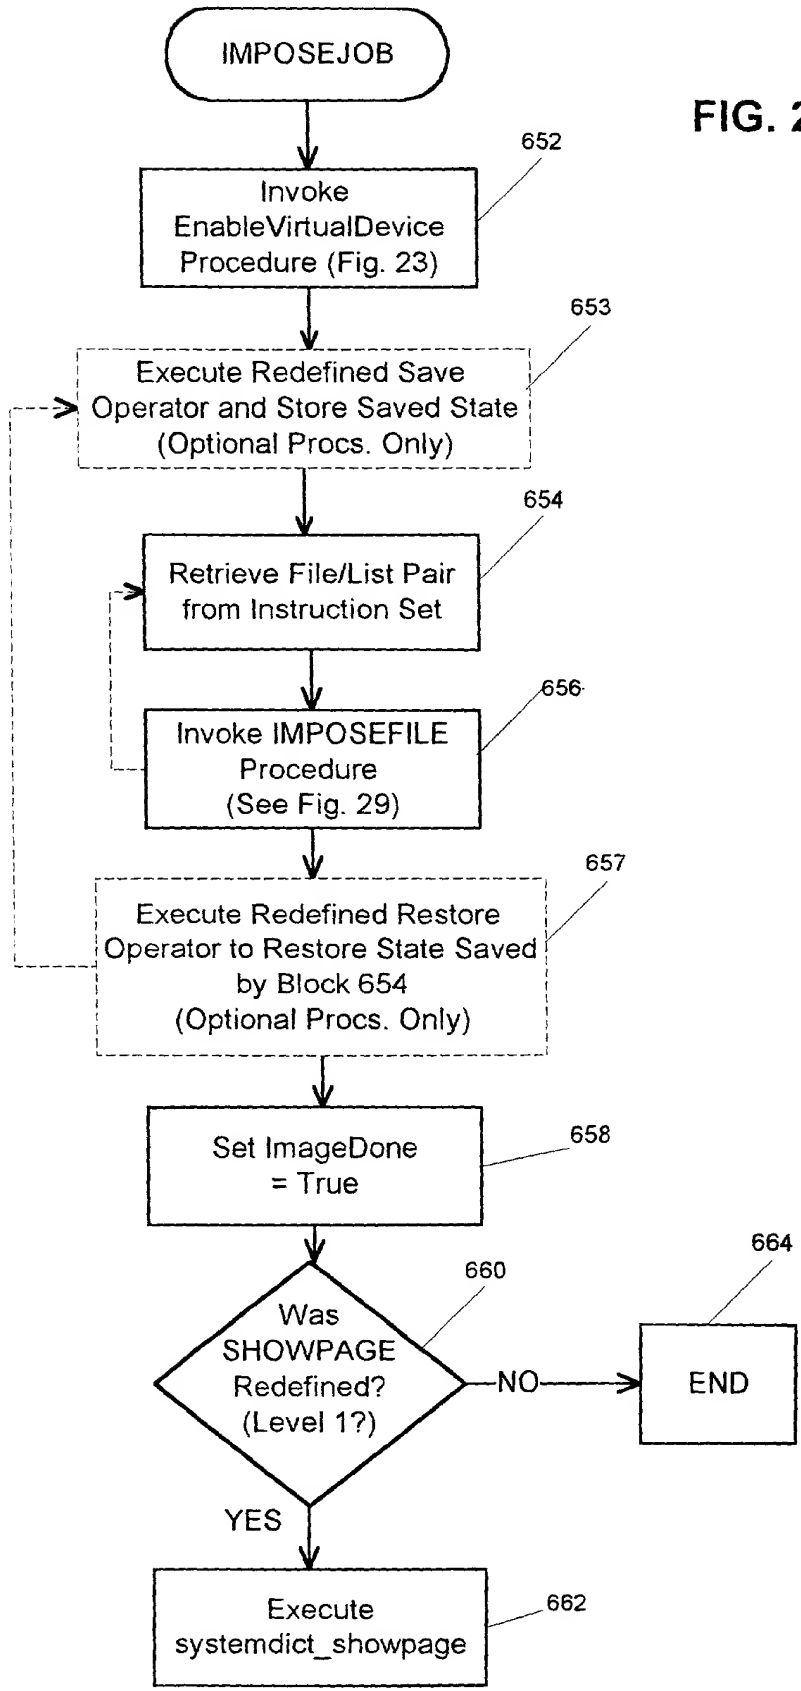 IMPOSEJOB
FIG. 2
652
Invoke
EnableVirtualDevice
Procedure (Fig. 23)
653
Execute Redefined Save
Operator and Store Saved State
(Optional Procs. Only)
654
Retrieve File/List Pair
from Instruction Set
656
Invoke IMPOSEFILE
Procedure
(See Fig. 29)
657
Execute Redefined Restore
Operator to Restore State Saved
by Block 654
(Optional Procs. Only)
658
Set ImageDone
= True
660
664
Was
SHOWPAGE
Redefined?
(Level 1?)
NO
END
YES
662
Execute
systemdict_showpage